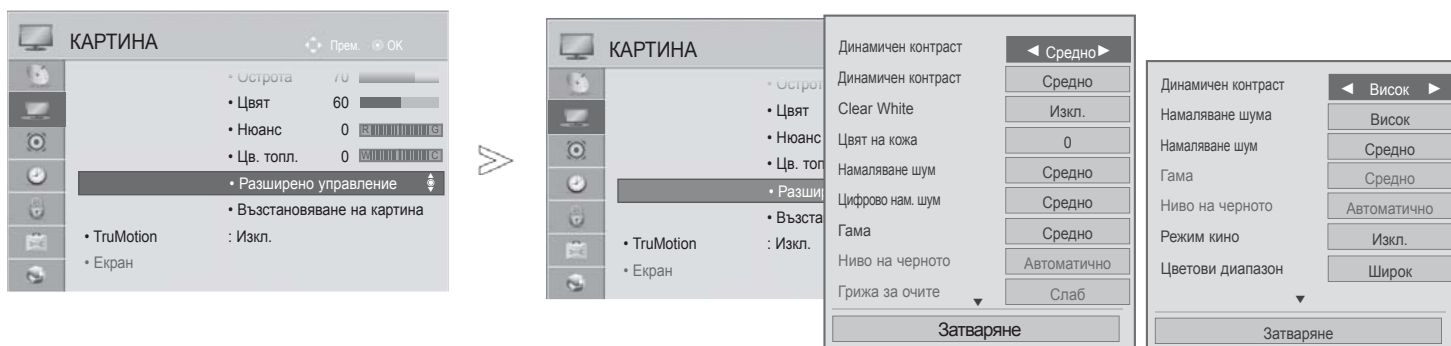 КАРТИНА
Прем. OK
• Острота 70
• Цвят 60
• Нюанс 0 R G
• Цв. топл. 0 W C
• Разширено управление
• Възстановяване на картина
• TruMotion : Изкл.
• Екран
КАРТИНА
• Острот
• Цвят
• Нюанс
• Цв. топ
• Разши
• Възста
• TruMotion : Изкл.
• Екран
Динамичен контраст ◄ Средно ►
Динамичен контраст Средно
Clear White Изкл.
Цвят на кожа 0
Намаляване шум Средно
Цифрово нам. шум Средно
Гама Средно
Ниво на черното Автоматично
Грижа за очите Слаб
▼
Затваряне
Динамичен контраст ◄ Висок ►
Намаляване шума Висок
Намаляване шум Средно
Гама Средно
Ниво на черното Автоматично
Режим кино Изкл.
Цветови диапазон Широк
▼
Затваряне